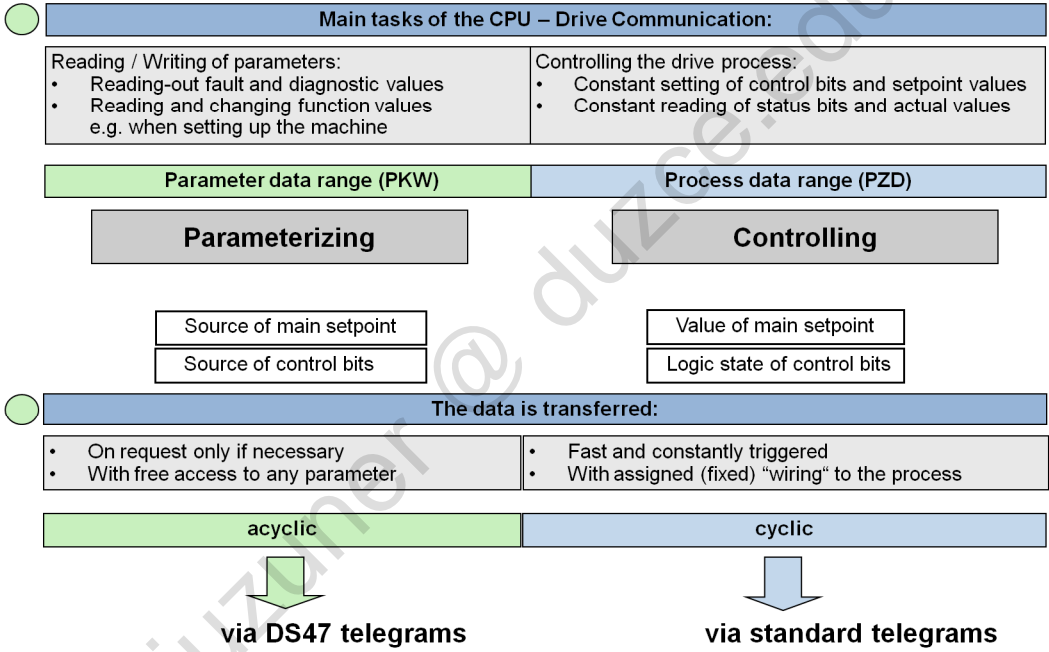 Main tasks of the CPU – Drive Communication:
Reading / Writing of parameters:
• Reading-out fault and diagnostic values
• Reading and changing function values
e.g. when setting up the machine
Controlling the drive process:
• Constant setting of control bits and setpoint values
• Constant reading of status bits and actual values
Parameter data range (PKW)
Process data range (PZD)
Parameterizing
Controlling
Source of main setpoint
Source of control bits
Value of main setpoint
Logic state of control bits
The data is transferred:
• On request only if necessary
• With free access to any parameter
• Fast and constantly triggered
• With assigned (fixed) “wiring“ to the process
acyclic
cyclic
via DS47 telegrams
via standard telegrams
@ duzce.edu